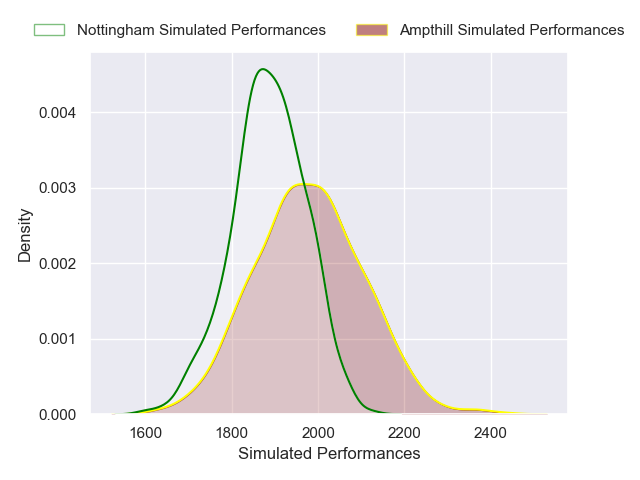 Nottingham Simulated Performances
Ampthill Simulated Performances
Density
0.004
0.003
0.002
0.001
0.000
1600 1800 2000 2200 2400
Simulated Performances